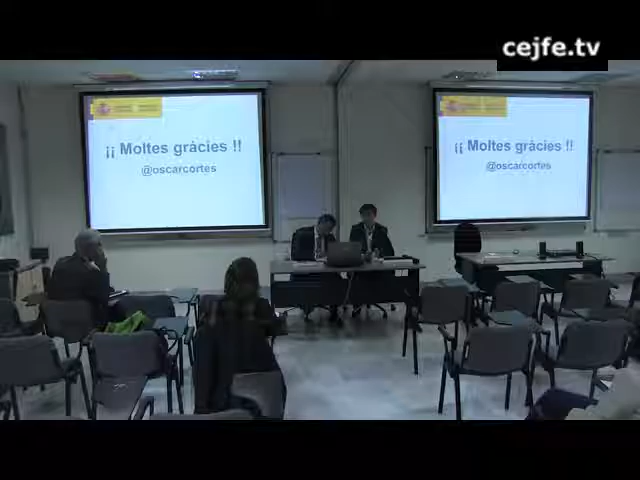 cejfe.tv
¡¡ Moltes gràcies !!
@oscarcortes
¡¡ Moltes gràcies !!
@oscarcortes